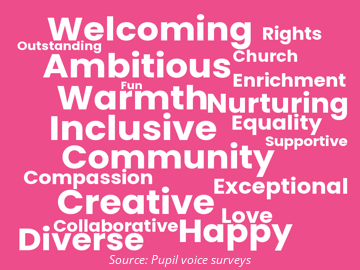 Welcoming Rights
Outstanding
Church
Ambitious
Enrichment
Fun
Warmth Nurturing
Inclusive Equality
Supportive
Community
Compassion
Exceptional
Creative
Love
Collaborative
Happy
Diverse
Source: Pupil voice surveys